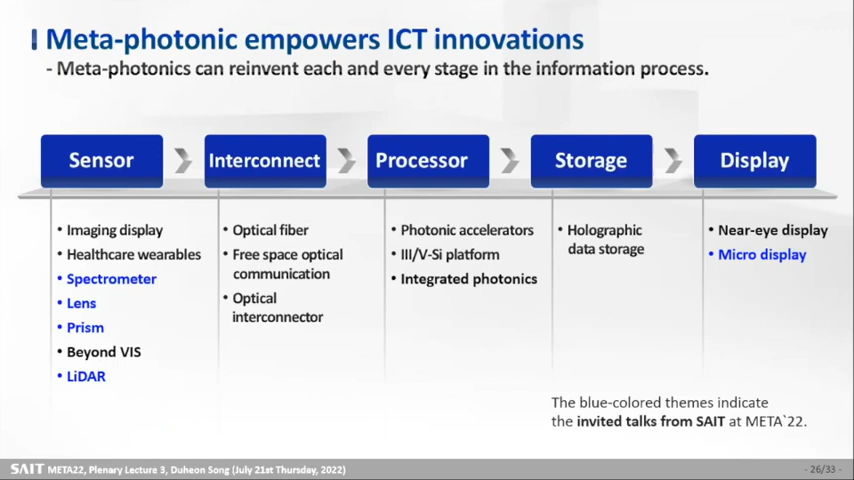 Meta-photonic empowers ICT innovations
- Meta-photonics can reinvent each and every stage in the information process.
Sensor
Interconnect
Processor
Storage
Display
• Imaging display
• Healthcare wearables
• Spectrometer
• Lens
• Prism
• Beyond VIS
• LiDAR
• Optical fiber
• Free space optical
communication
• Optical
interconnector
• Photonic accelerators
• III/V-Si platform
• Integrated photonics
• Holographic
data storage
• Near-eye display
• Micro display
The blue-colored themes indicate
the invited talks from SAIT at META`22.
SAIT META22, Plenary Lecture 3, Duheon Song (July 21st Thursday, 2022)
- 26/33 -